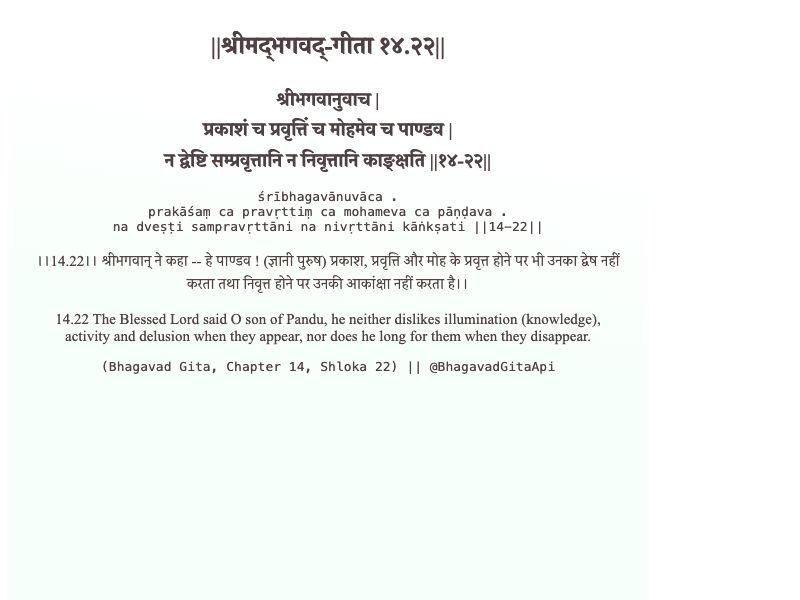 ||श्रीमद्भगवद्-गीता १४.२२||
श्रीभगवानुवाच |
प्रकाशं च प्रवृत्तिं च मोहमेव च पाण्डव |
न द्वेष्टि सम्प्रवृत्तानि न निवृत्तानि काङ्क्षति ||१४-२२||
śrībhagavānuvāca .
prakāśaṃ ca pravṛttiṃ ca mohameva ca pāṇḍava .
na dveṣṭi sampravṛttāni na nivṛttāni kāṅkṣati ||14-22||
।।14.22।। श्रीभगवान् ने कहा -- हे पाण्डव ! (ज्ञानी पुरुष) प्रकाश, प्रवृत्ति और मोह के प्रवृत्त होने पर भी उनका द्वेष नहीं
करता तथा निवृत्त होने पर उनकी आकांक्षा नहीं करता है।।
14.22 The Blessed Lord said O son of Pandu, he neither dislikes illumination (knowledge),
activity and delusion when they appear, nor does he long for them when they disappear.
(Bhagavad Gita, Chapter 14, Shloka 22) || @BhagavadGitaApi